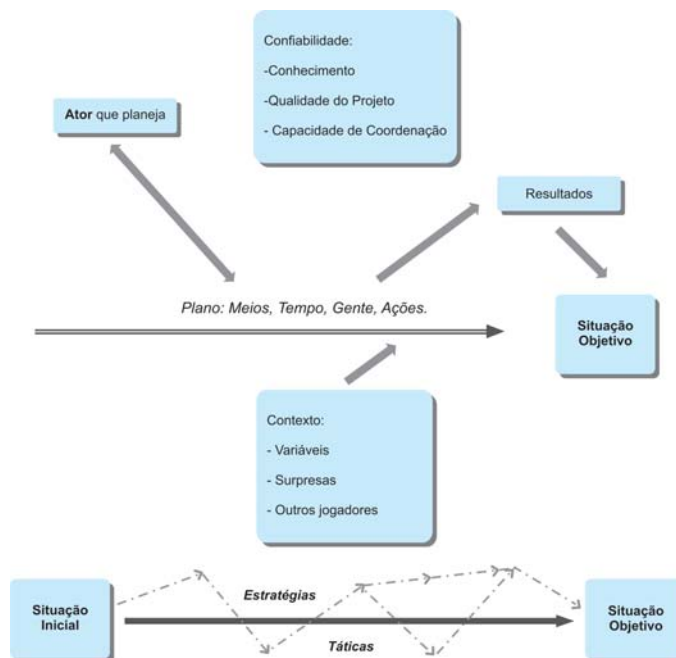 Confiabilidade:
-Conhecimento
-Qualidade do Projeto
- Capacidade de Coordenação
Ator que planeja
Resultados
Plano: Meios, Tempo, Gente, Ações.
Situação
Objetivo
Contexto:
- Variáveis
- Surpresas
- Outros jogadores
Situação
Inicial
Estratégias
Táticas
Situação
Objetivo